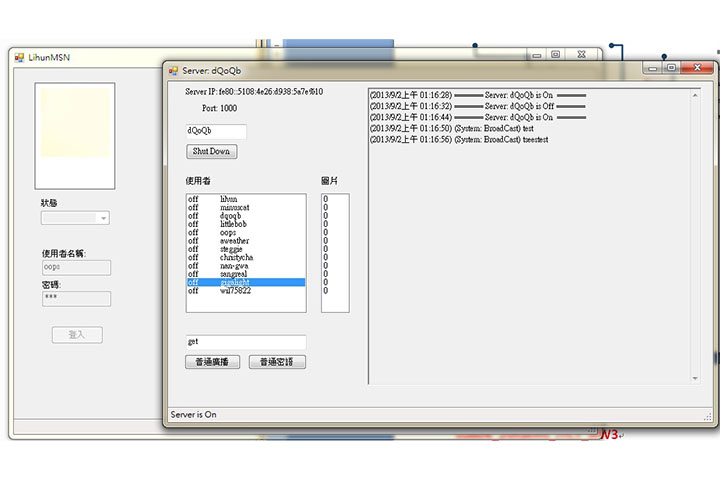 LihunMSN
狀態
使用者名稱:
oops
密碼:
***
登入
Server: dQoQb
Server IP: fe80::5108:4e26:d938:5a7e%10
Port: 1000
dQoQb
Shut Down
使用者
圖片
off lihun 0
off minuscat 0
off dqoqb 0
off littlebob 0
off oops 0
off aweather 0
off steggie 0
off christycha 0
off nan-gwa 0
off sangreal 0
off gigalight 0
off wil75822 0
get
普通廣播
普通密語
(2013/9/2上午 01:16:28) ═════ Server: dQoQb is On ═════
(2013/9/2上午 01:16:32) ═════ Server: dQoQb is Off ═════
(2013/9/2上午 01:16:44) ═════ Server: dQoQb is On ═════
(2013/9/2上午 01:16:50) (System: BroadCast) test
(2013/9/2上午 01:16:56) (System: BroadCast) tseestest
Server is On